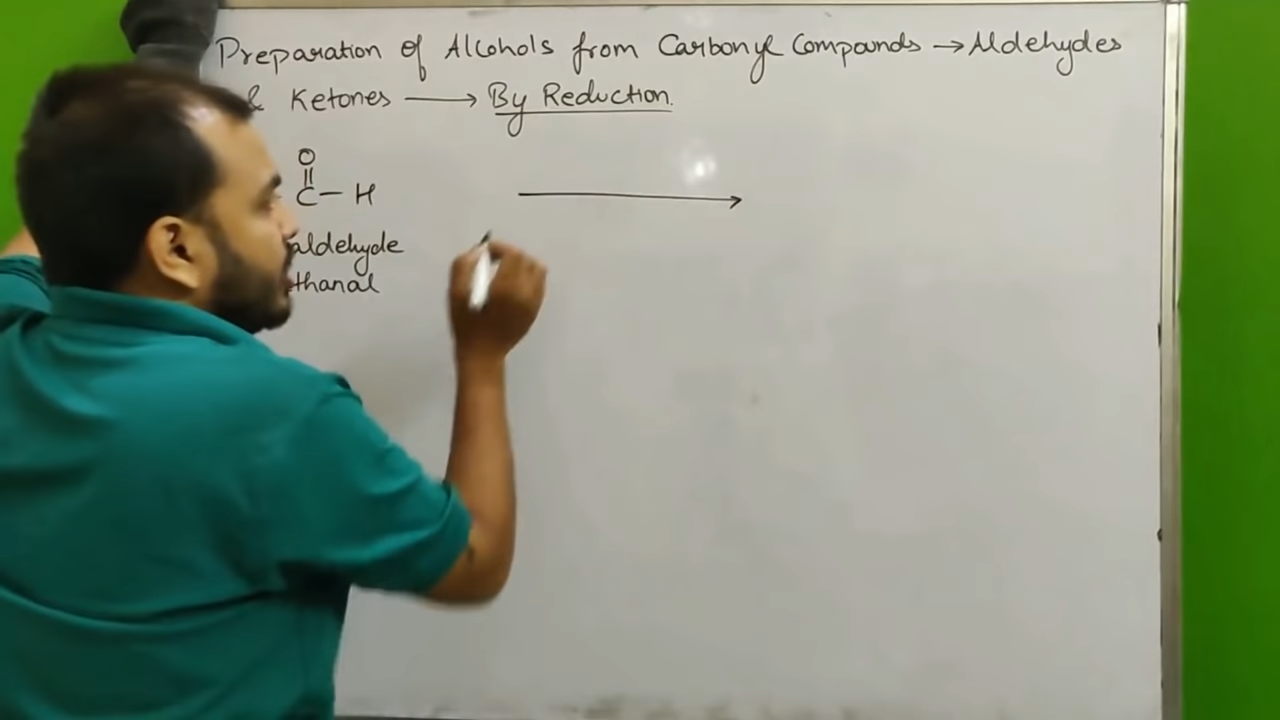 Preparation of Alcohols from Carbonyl Compounds → Aldehydes
& Ketones → By Reduction.
O
C - H
aldehyde
thanal